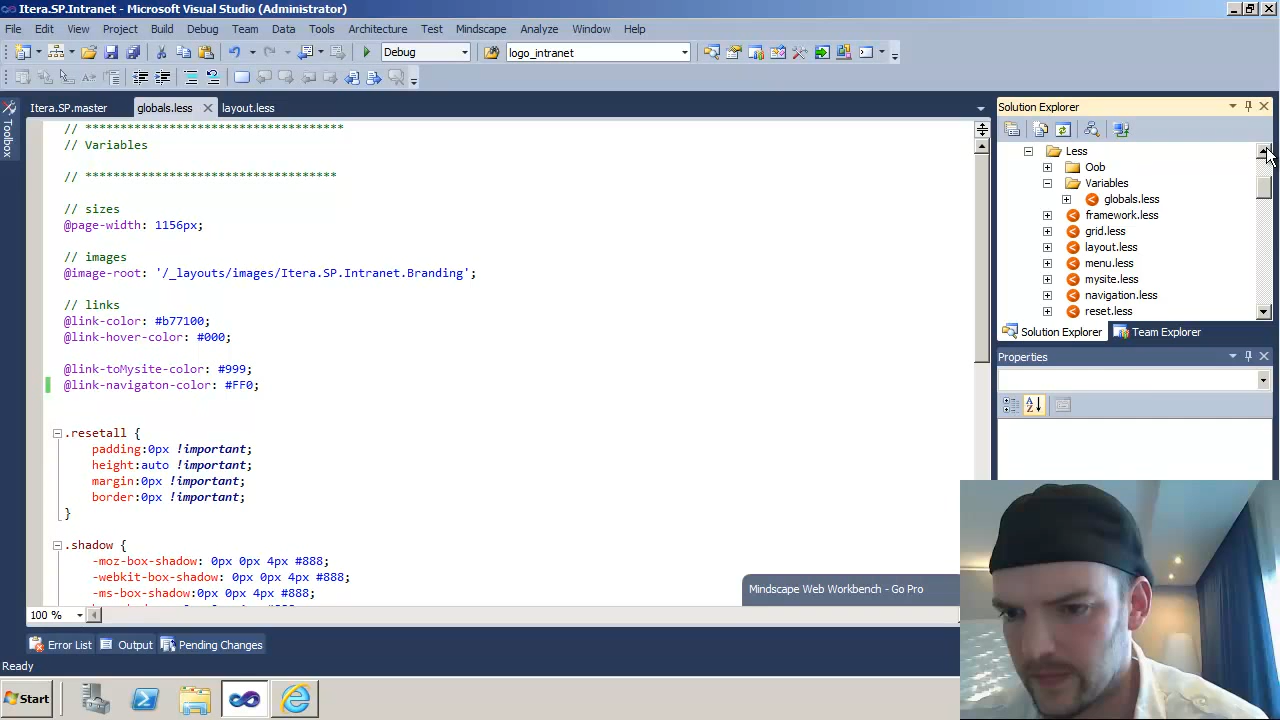 Itera.SP.Intranet - Microsoft Visual Studio (Administrator)
File Edit View Project Build Debug Team Data Tools Architecture Test Mindscape Analyze Window Help
Debug logo_intranet
Toolbox
Itera.SP.master globals.less layout.less
// *************************************
// Variables
// ***********************************
// sizes
@page-width: 1156px;
// images
@image-root: '/_layouts/images/Itera.SP.Intranet.Branding';
// links
@link-color: #b77100;
@link-hover-color: #000;
@link-toMysite-color: #999;
@link-navigaton-color: #FF0;
.resetall {
padding:0px !important;
height:auto !important;
margin:0px !important;
border:0px !important;
}
.shadow {
-moz-box-shadow: 0px 0px 4px #888;
-webkit-box-shadow: 0px 0px 4px #888;
-ms-box-shadow:0px 0px 4px #888;
100 %
Mindscape Web Workbench - Go Pro
Solution Explorer
Less
Oob
Variables
globals.less
framework.less
grid.less
layout.less
menu.less
mysite.less
navigation.less
reset.less
Solution Explorer Team Explorer
Properties
Error List Output Pending Changes
Ready
Start